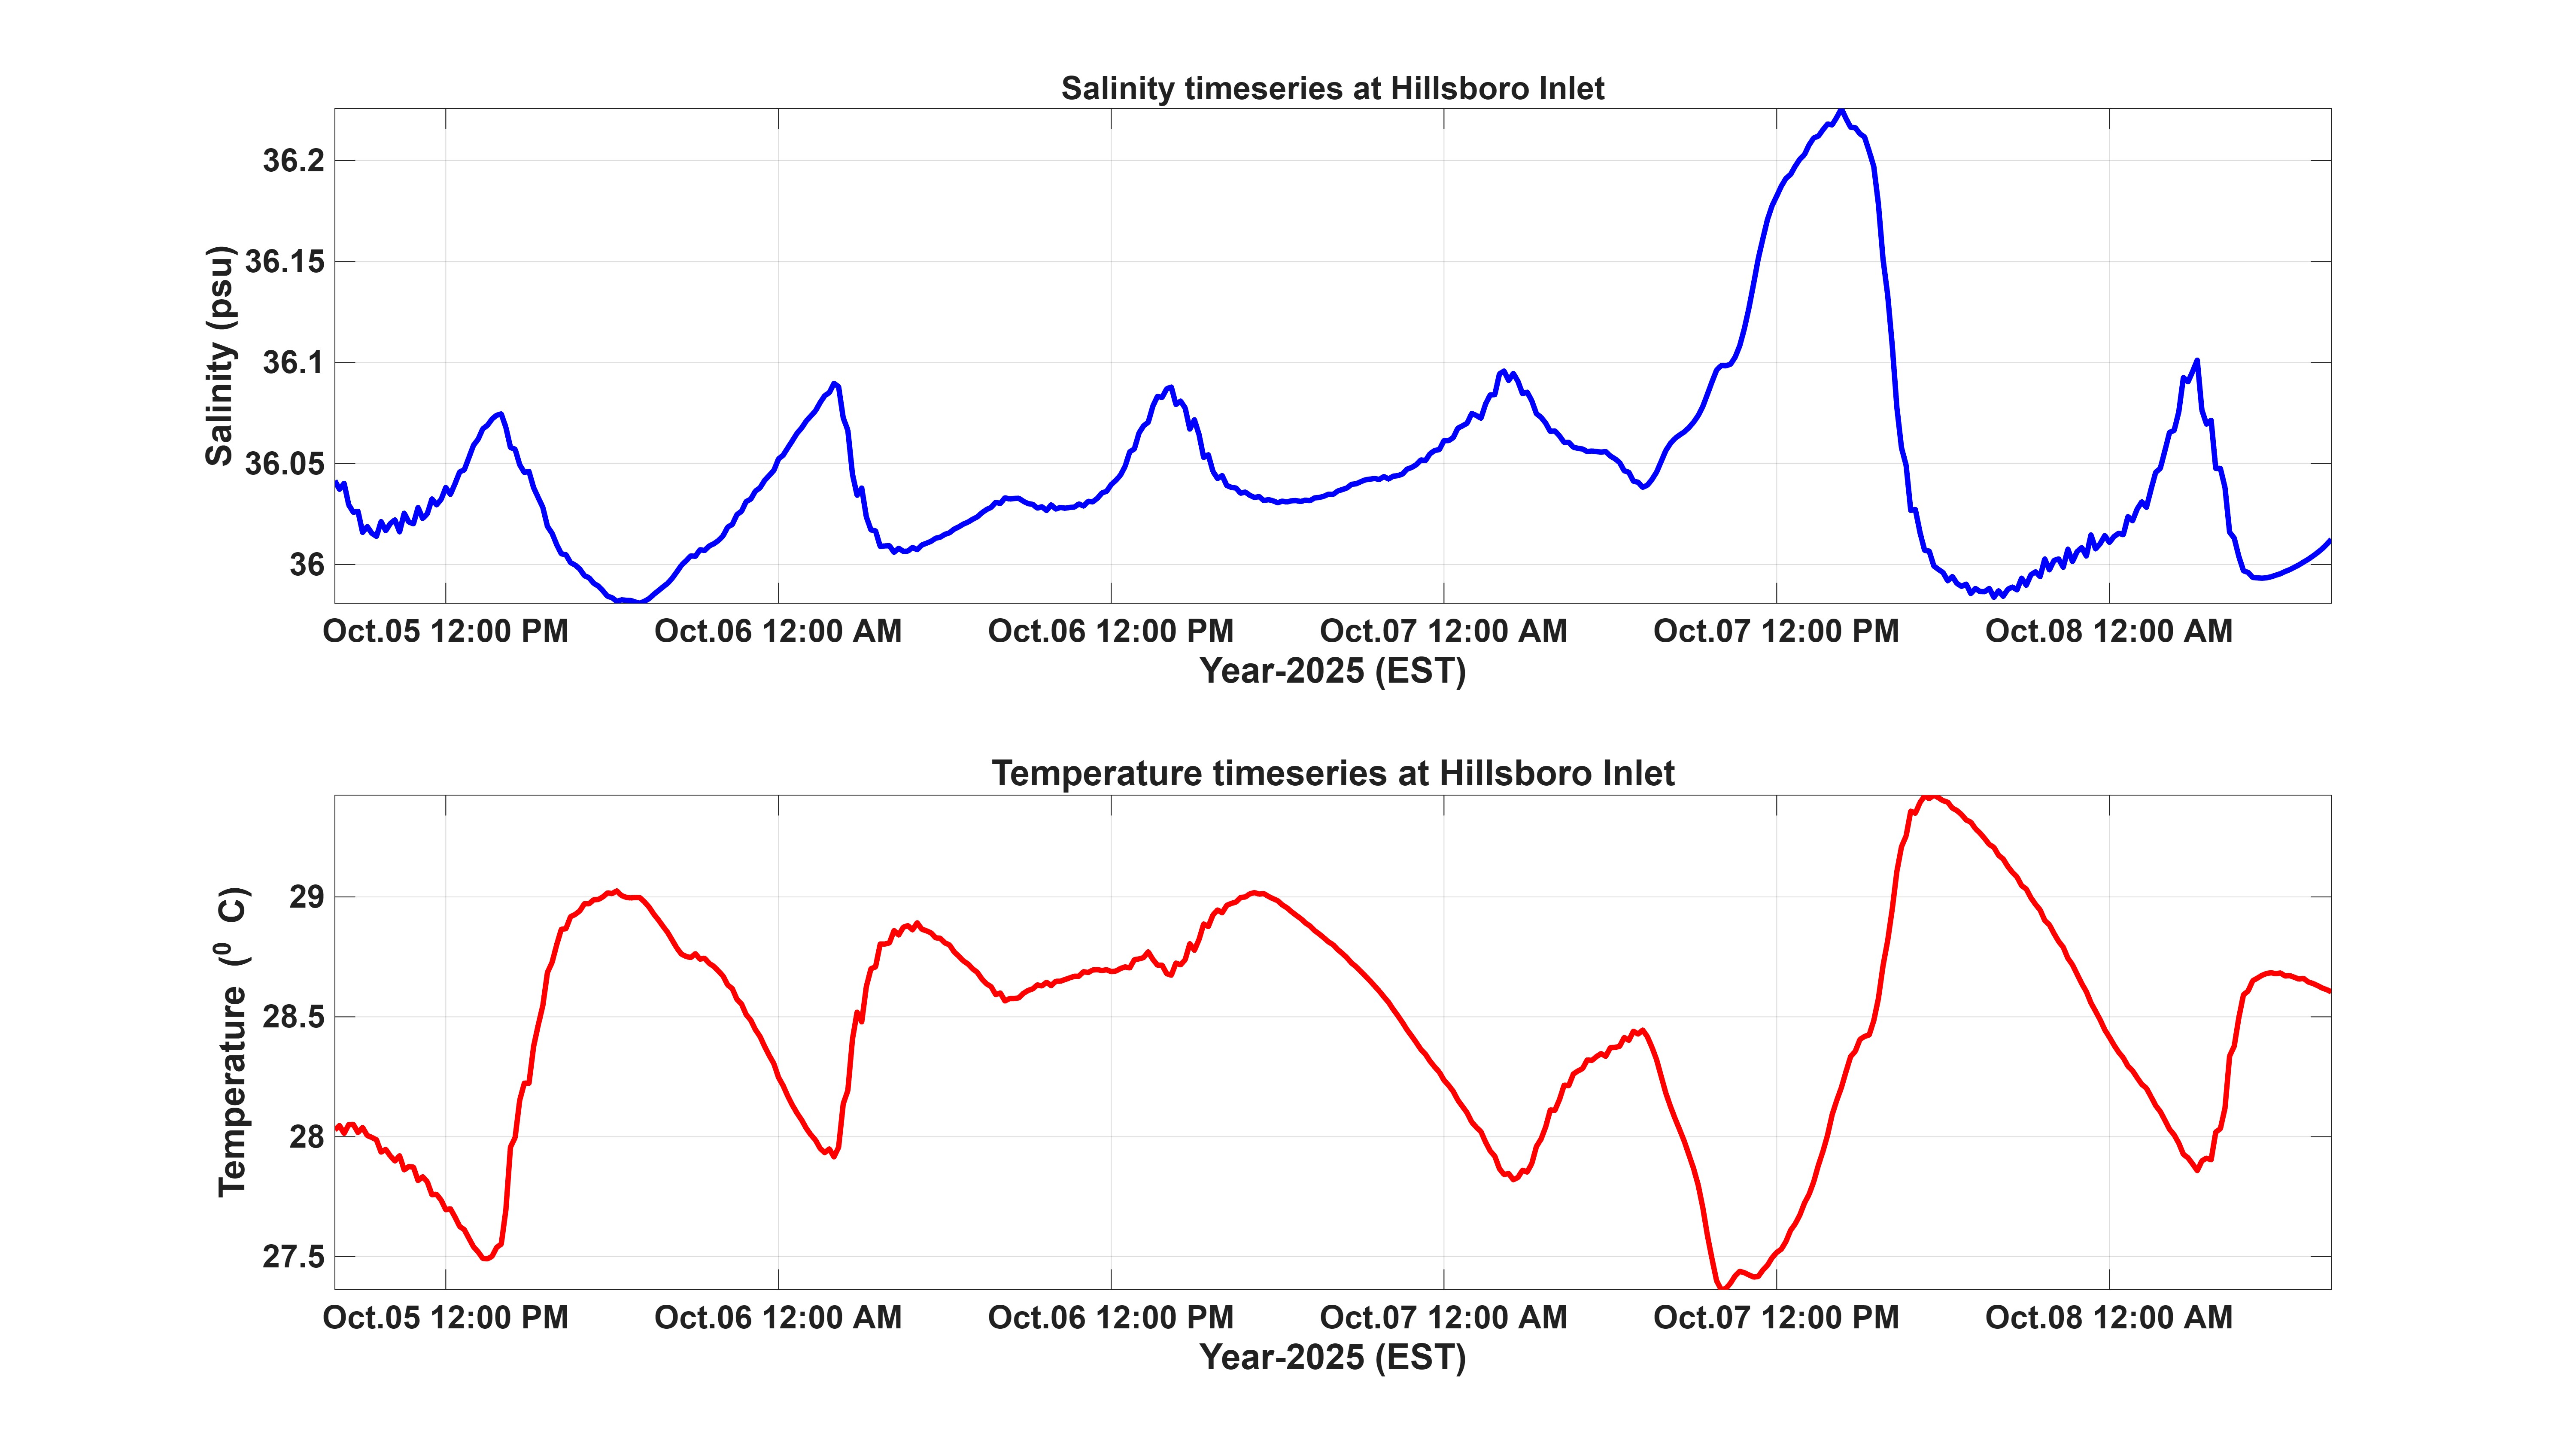 Salinity timeseries at Hillsboro Inlet
Salinity (psu)
36.2
36.15
36.1
36.05
36
Oct.05 12:00 PM
Oct.06 12:00 AM
Oct.06 12:00 PM
Oct.07 12:00 AM
Oct.07 12:00 PM
Oct.08 12:00 AM
Year-2025 (EST)
Temperature timeseries at Hillsboro Inlet
Temperature (⁰ C)
29
28.5
28
27.5
Oct.05 12:00 PM
Oct.06 12:00 AM
Oct.06 12:00 PM
Oct.07 12:00 AM
Oct.07 12:00 PM
Oct.08 12:00 AM
Year-2025 (EST)